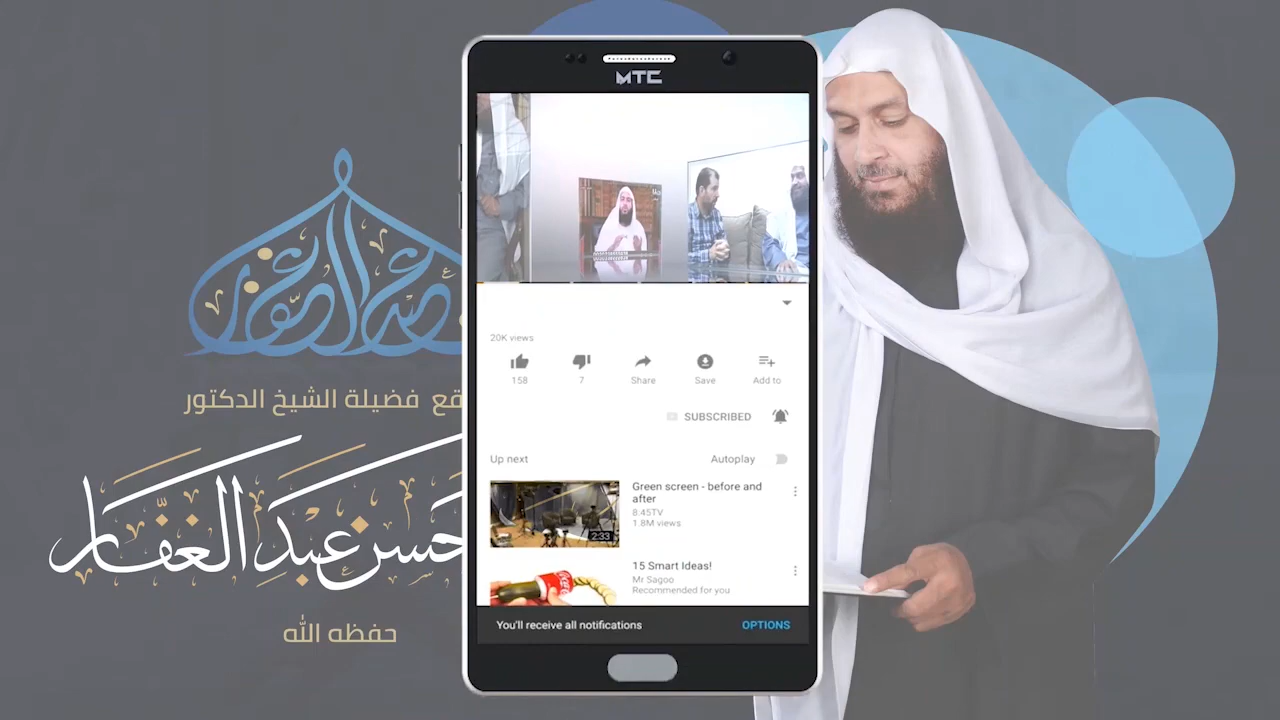 MTC
20K views
158
7
Share
Save
Add to
SUBSCRIBED
Up next
Autoplay
Green screen - before and
after
8:45TV
1.8M views
2:33
15 Smart Ideas!
Mr Sagoo
Recommended for you
You'll receive all notifications
OPTIONS
قع فضيلة الشيخ الدكتور
حسن عبد الغفار
حفظه الله